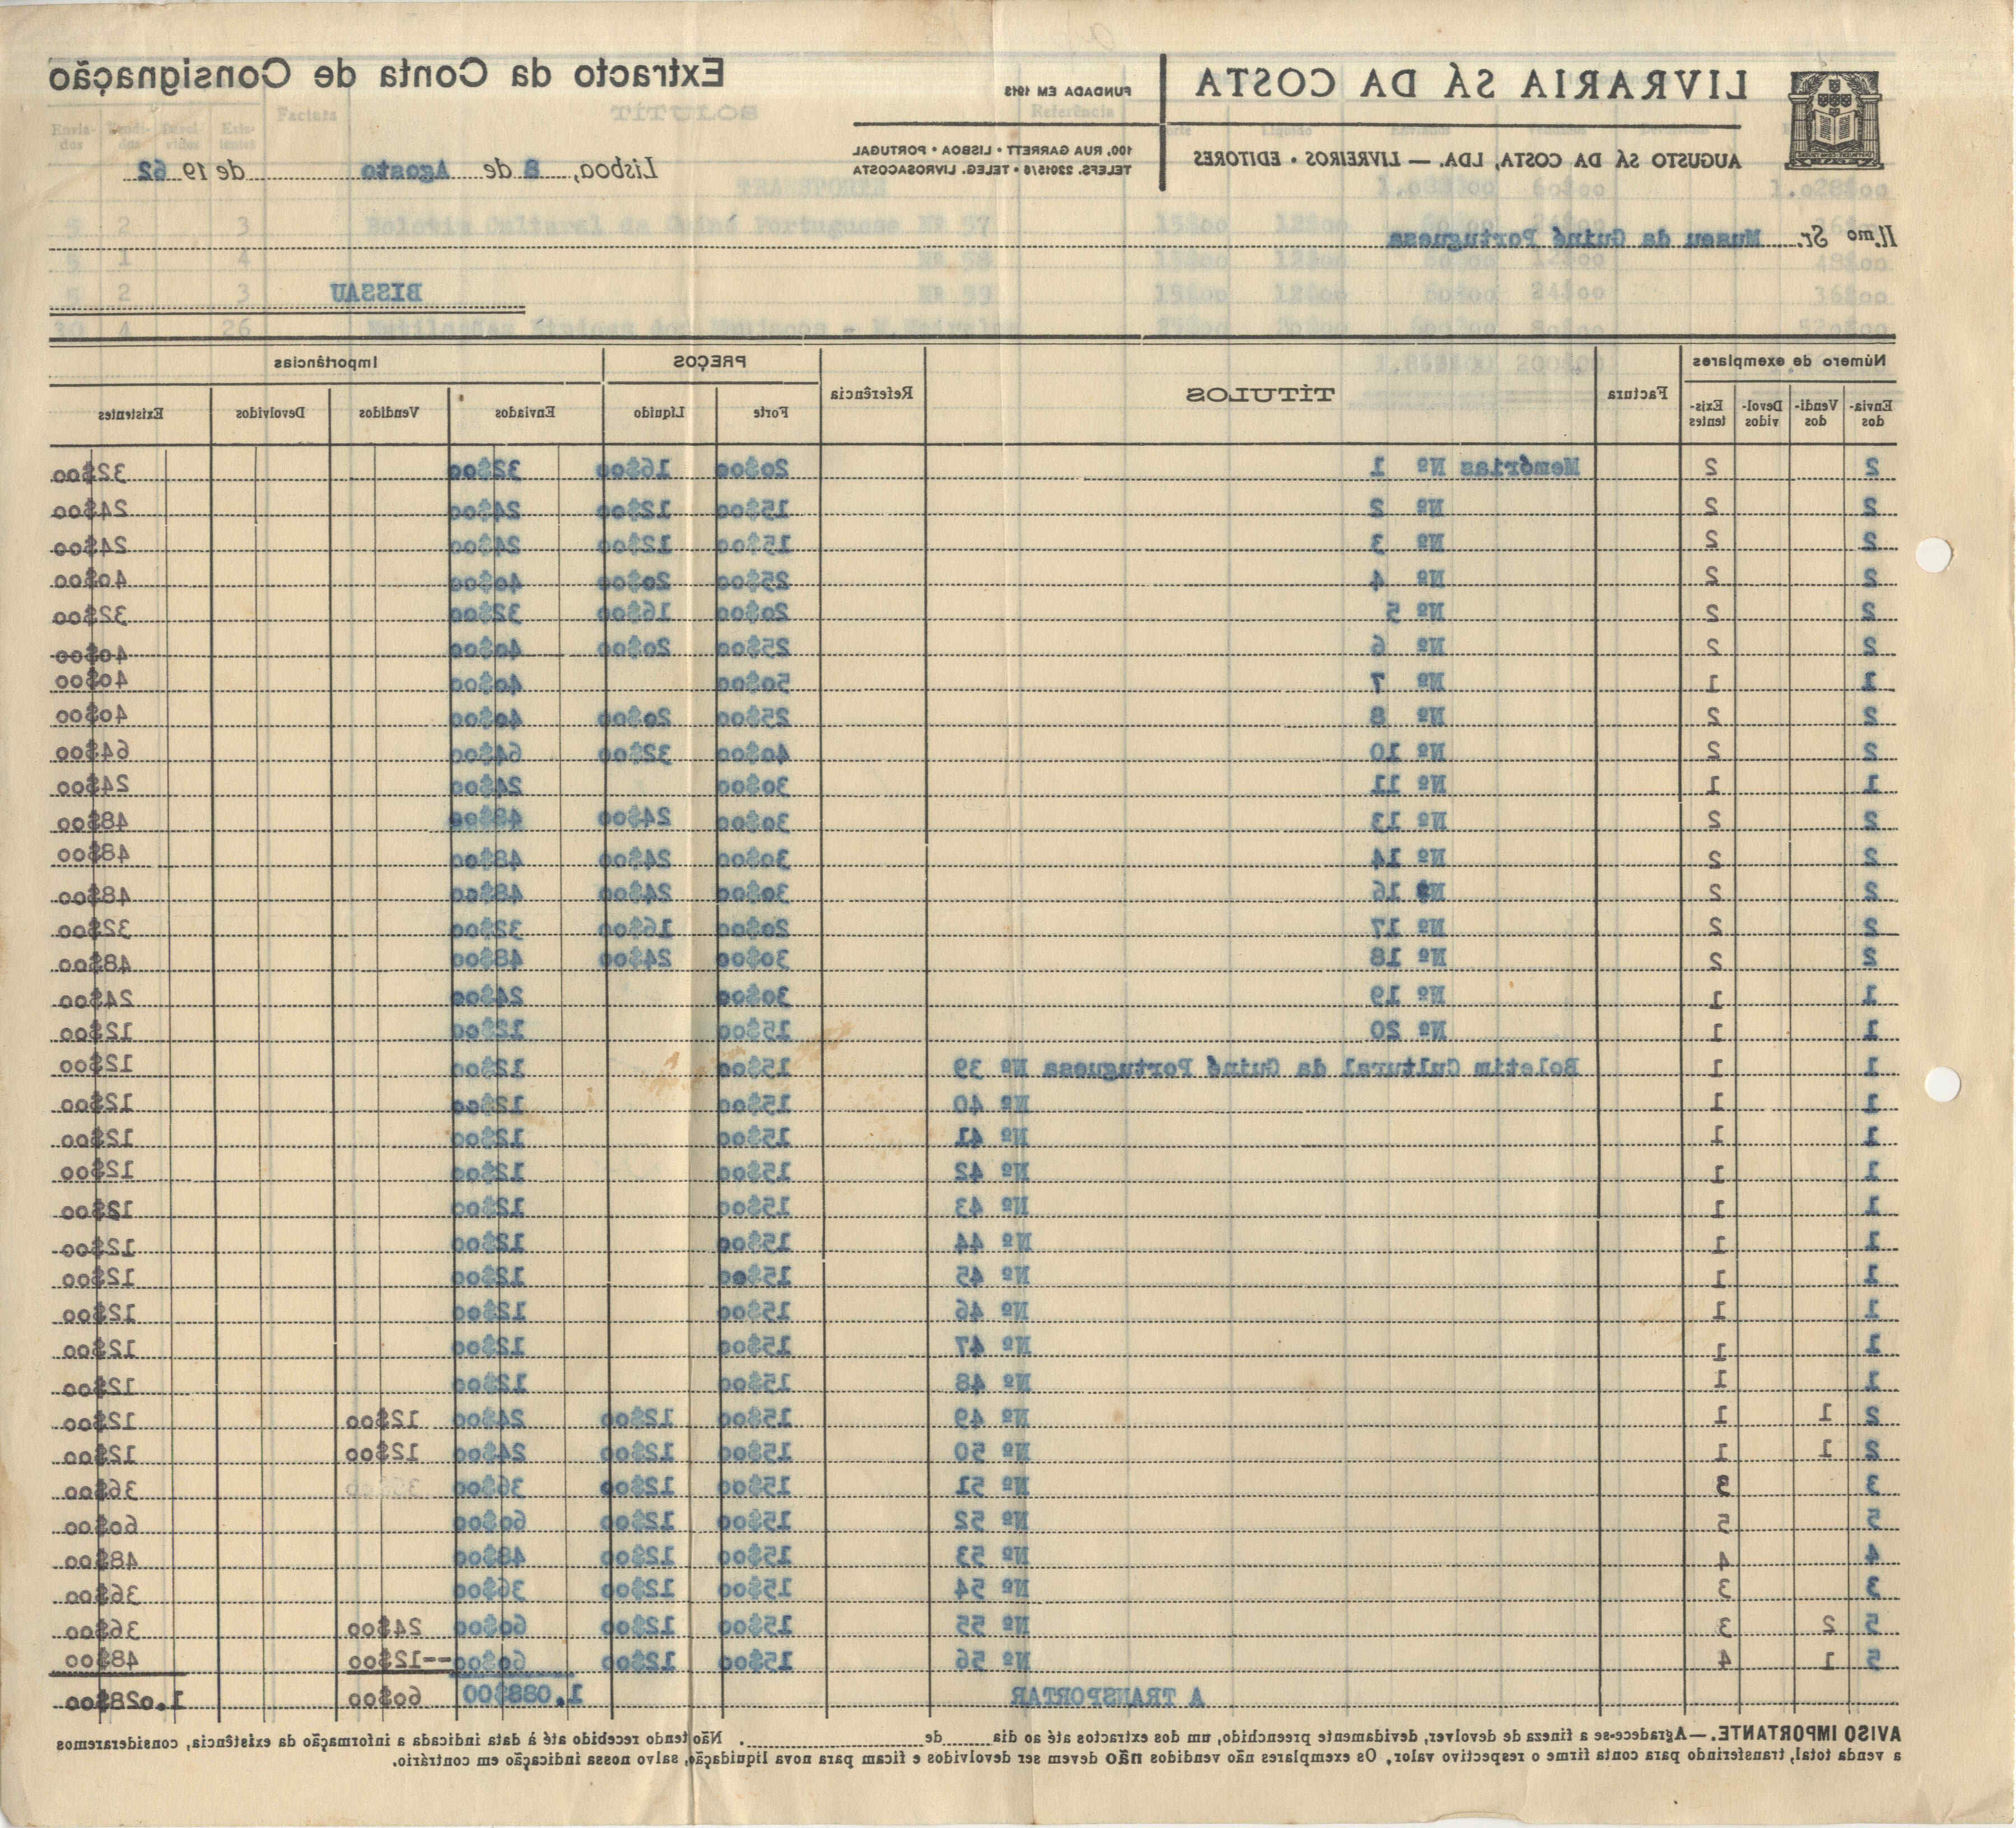 LIVRARIA SÁ DA COSTA
FUNDADA EM 1913
Extracto da Conta de Consignação
AUGUSTO SÁ DA COSTA, LDA. — LIVREIROS • EDITORES
100, RUA GARRETT • LISBOA • PORTUGAL
TELEFS. 22015/6 • TELEG. LIVROSACOSTA
Lisboa, 8 de Agosto de 1962
Il.mo Sr. Museu da Guiné Portuguesa
BISSAU
Número de exemplares Factura TÍTULOS Referência PREÇOS Importâncias
Envia-dos Vendi-dos Devol-vidos Exis-tentes Forte Líquido Enviados Vendidos Devolvidos Existentes
2 2 Memórias Nº 1 20$00 16$00 32$00 32$00
2 2 Nº 2 15$00 12$00 24$00 24$00
2 2 Nº 3 15$00 12$00 24$00 24$00
2 2 Nº 4 25$00 20$00 40$00 40$00
2 2 Nº 5 20$00 16$00 32$00 32$00
2 2 Nº 6 25$00 20$00 40$00 40$00
1 1 Nº 7 50$00 40$00 40$00
2 2 Nº 8 25$00 20$00 40$00 40$00
2 2 Nº 10 40$00 32$00 64$00 64$00
1 1 Nº 11 30$00 24$00 24$00
2 2 Nº 13 30$00 24$00 48$00 48$00
2 2 Nº 14 30$00 24$00 48$00 48$00
2 2 Nº 16 30$00 24$00 48$00 48$00
2 2 Nº 17 20$00 16$00 32$00 32$00
2 2 Nº 18 30$00 24$00 48$00 48$00
1 1 Nº 19 30$00 24$00 24$00
1 1 Nº 20 15$00 12$00 12$00
1 1 Boletim Cultural da Guiné Portuguesa Nº 39 15$00 12$00 12$00
1 1 Nº 40 15$00 12$00 12$00
1 1 Nº 41 15$00 12$00 12$00
1 1 Nº 42 15$00 12$00 12$00
1 1 Nº 43 15$00 12$00 12$00
1 1 Nº 44 15$00 12$00 12$00
1 1 Nº 45 15$00 12$00 12$00
1 1 Nº 46 15$00 12$00 12$00
1 1 Nº 47 15$00 12$00 12$00
1 1 Nº 48 15$00 12$00 12$00
2 1 1 Nº 49 15$00 12$00 24$00 12$00 12$00
2 1 1 Nº 50 15$00 12$00 24$00 12$00 12$00
3 3 Nº 51 15$00 12$00 36$00 36$00
5 5 Nº 52 15$00 12$00 60$00 60$00
4 4 Nº 53 15$00 12$00 48$00 48$00
3 3 Nº 54 15$00 12$00 36$00 36$00
5 2 3 Nº 55 15$00 12$00 60$00 24$00 36$00
5 1 4 Nº 56 15$00 12$00 60$00--12$00 48$00
A TRANSPORTAR 1.088$00 60$00 1.028$00
AVISO IMPORTANTE.—Agradece-se a fineza de devolver, devidamente preenchido, um dos extractos até ao dia de . Não tendo recebido até à data indicada a informação da existência, consideraremos
a venda total, transferindo para conta firme o respectivo valor. Os exemplares não vendidos não devem ser devolvidos e ficam para nova liquidação, salvo nossa indicação em contrário.